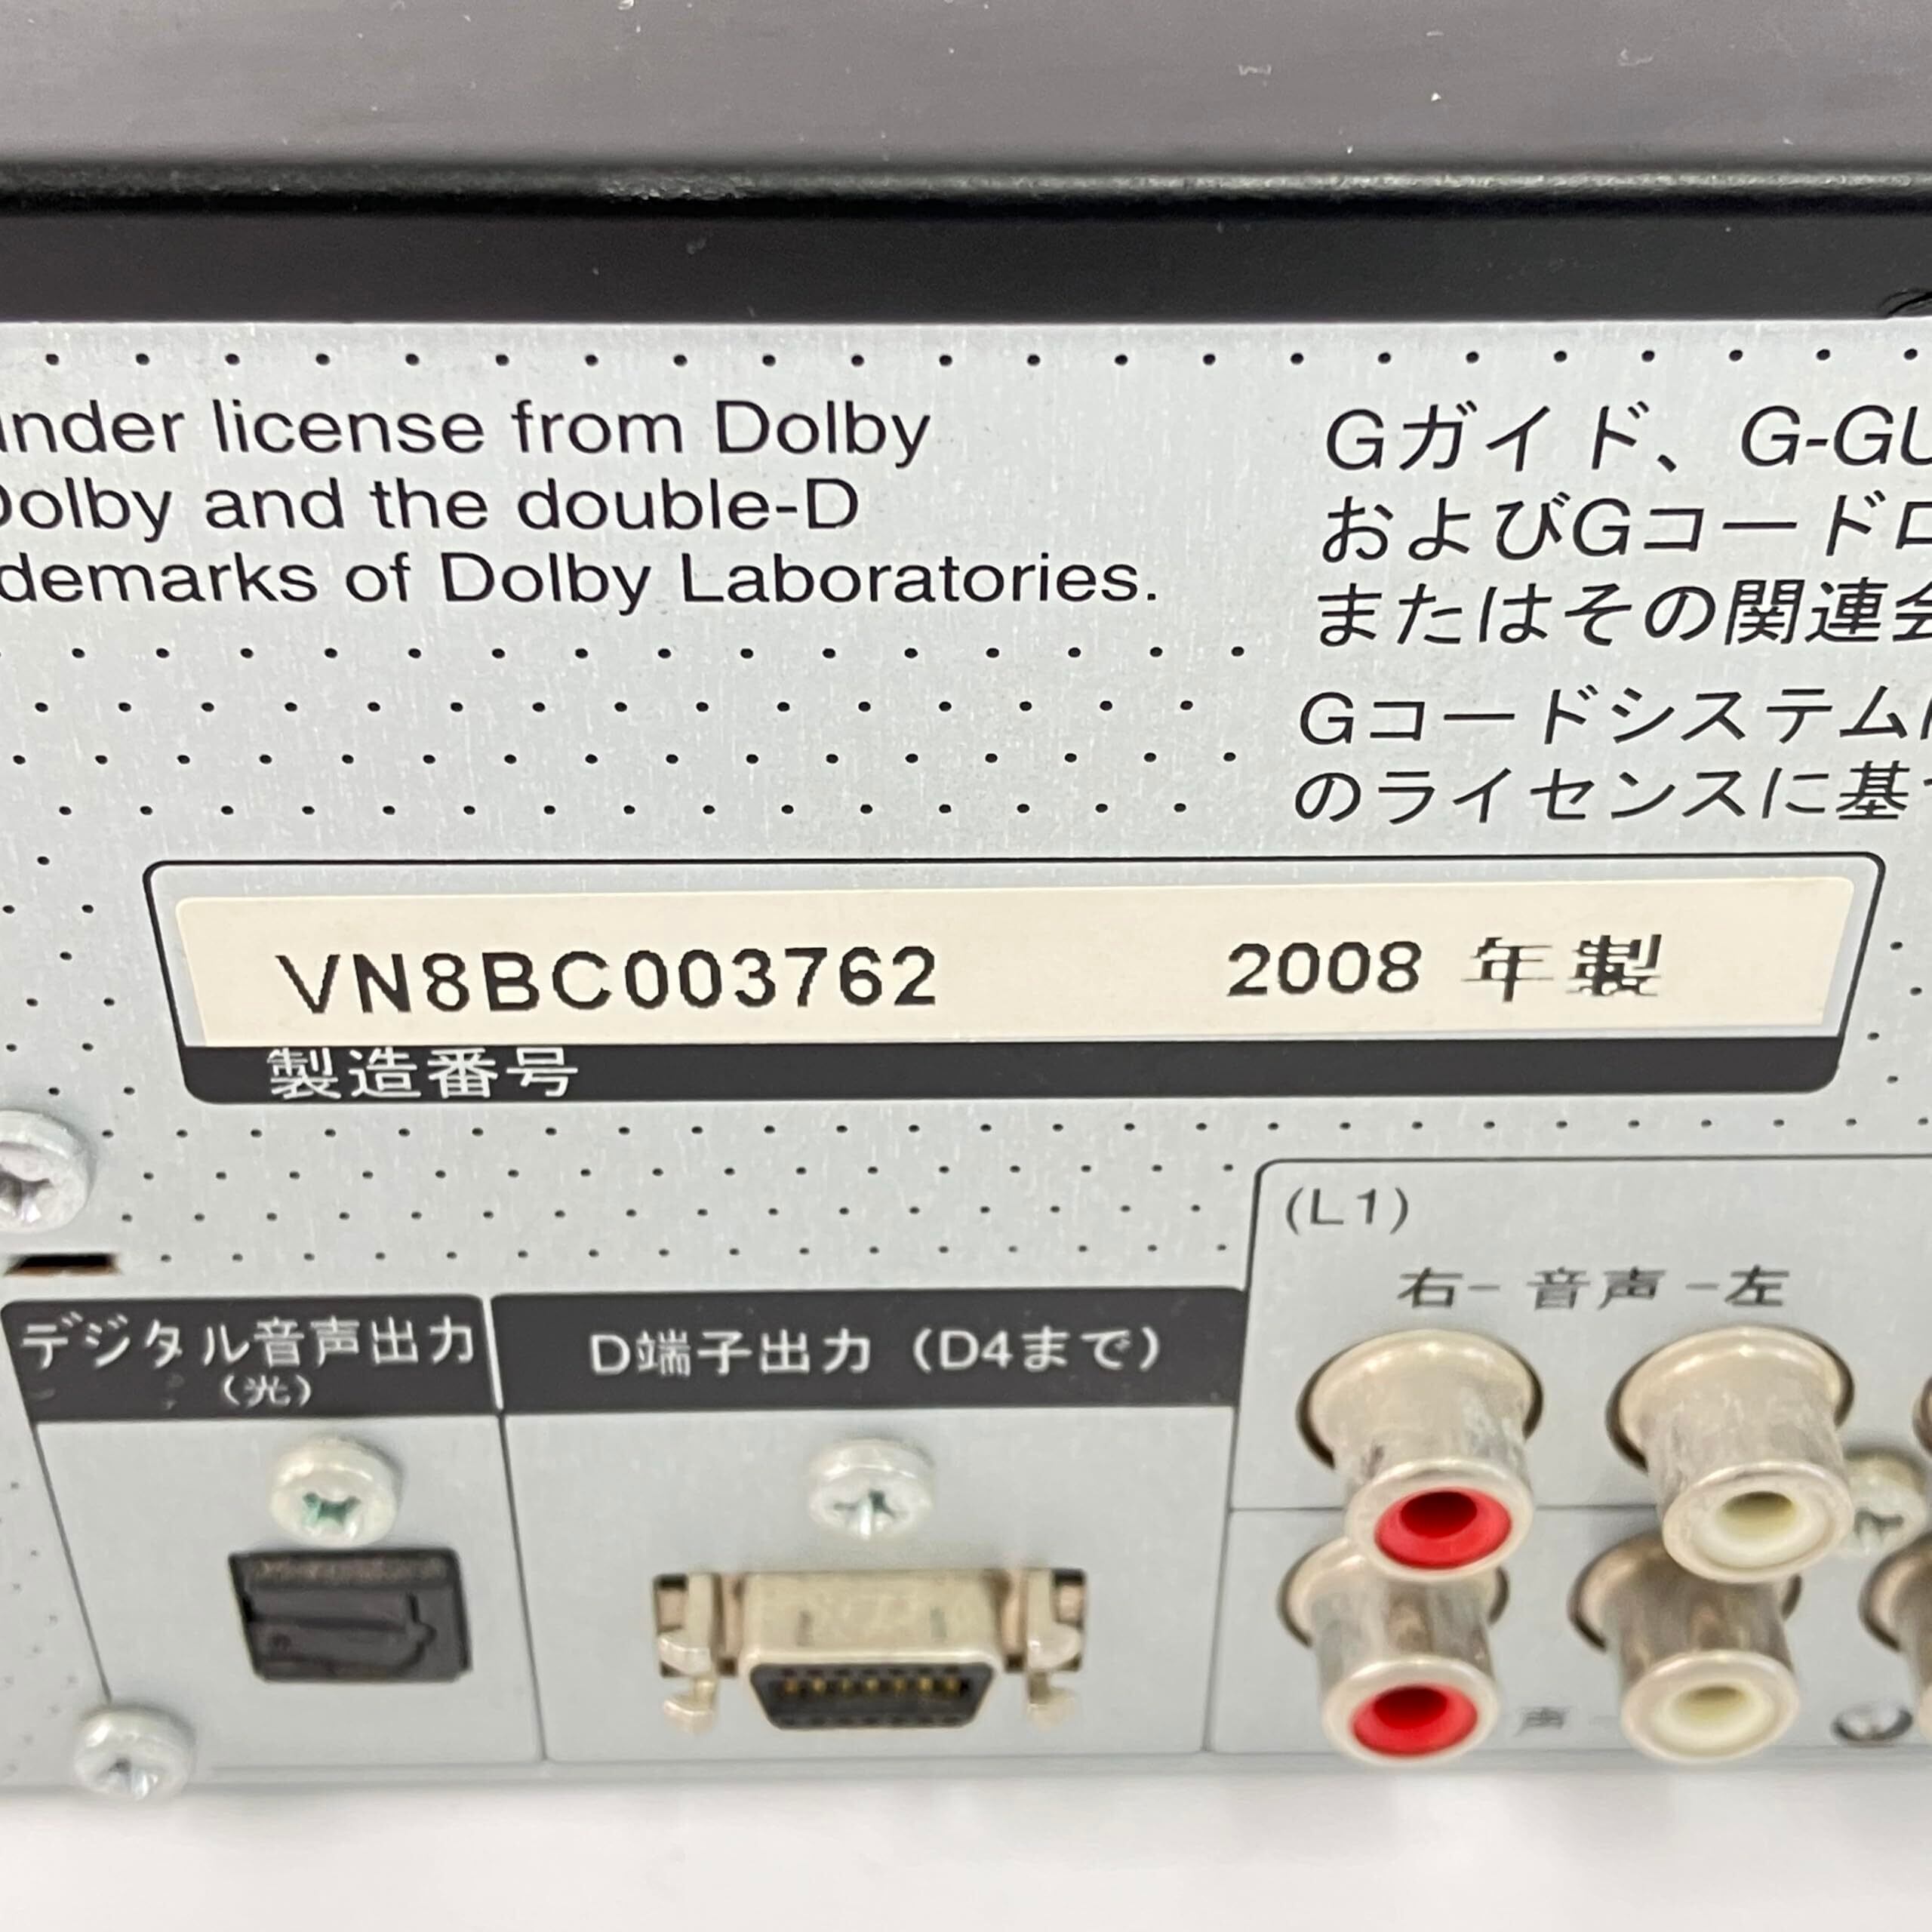 under license from Dolby
Dolby and the double-D
demarks of Dolby Laboratories.
Gガイド、G-GU
およびGコードロ
またはその関連会
Gコードシステム
のライセンスに基
VN8BC003762 2008 年製
製造番号
(L1)
右-音声-左
デジタル音声出力
(光)
D端子出力(D4まで)
声